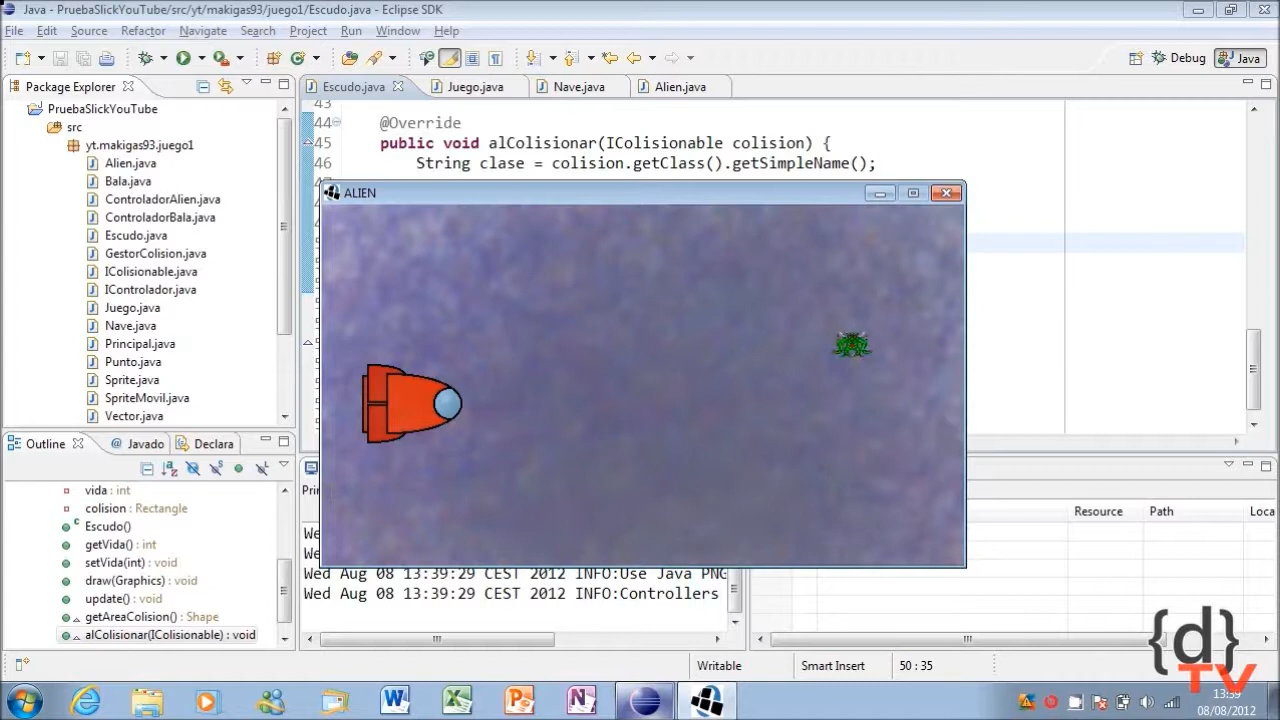 Java - PruebaSlickYouTube/src/yt/makigas93/juego1/Escudo.java - Eclipse SDK
File Edit Source Refactor Navigate Search Project Run Window Help
Debug Java
Package Explorer
Escudo.java Juego.java Nave.java Alien.java
PruebaSlickYouTube
src
yt.makigas93.juego1
Alien.java
Bala.java
ControladorAlien.java
ControladorBala.java
Escudo.java
GestorColision.java
IColisionable.java
IControlador.java
Juego.java
Nave.java
Principal.java
Punto.java
Sprite.java
SpriteMovil.java
Vector.java
43
44 @Override
45 public void alColisionar(IColisionable colision) {
46 String clase = colision.getClass().getSimpleName();
ALIEN
Outline Javado Declara
vida : int
colision : Rectangle
Escudo()
getVida() : int
setVida(int) : void
draw(Graphics) : void
update() : void
getAreaColision() : Shape
alColisionar(IColisionable) : void
Resource Path Loca
Wed Aug 08 13:39:29 CEST 2012 INFO:Use Java PNG
Wed Aug 08 13:39:29 CEST 2012 INFO:Controllers
Writable Smart Insert 50 : 35
{d}
TV
13:39
08/08/2012